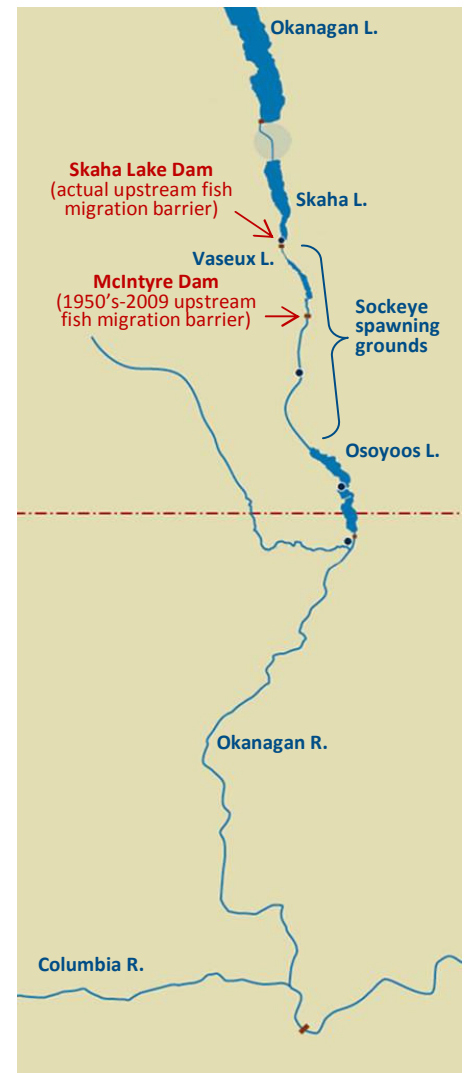 Okanagan L.
Skaha Lake Dam
(actual upstream fish
migration barrier)
Skaha L.
Vaseux L.
McIntyre Dam
(1950's-2009 upstream
fish migration barrier)
Sockeye
spawning
grounds
Osoyoos L.
Okanagan R.
Columbia R.